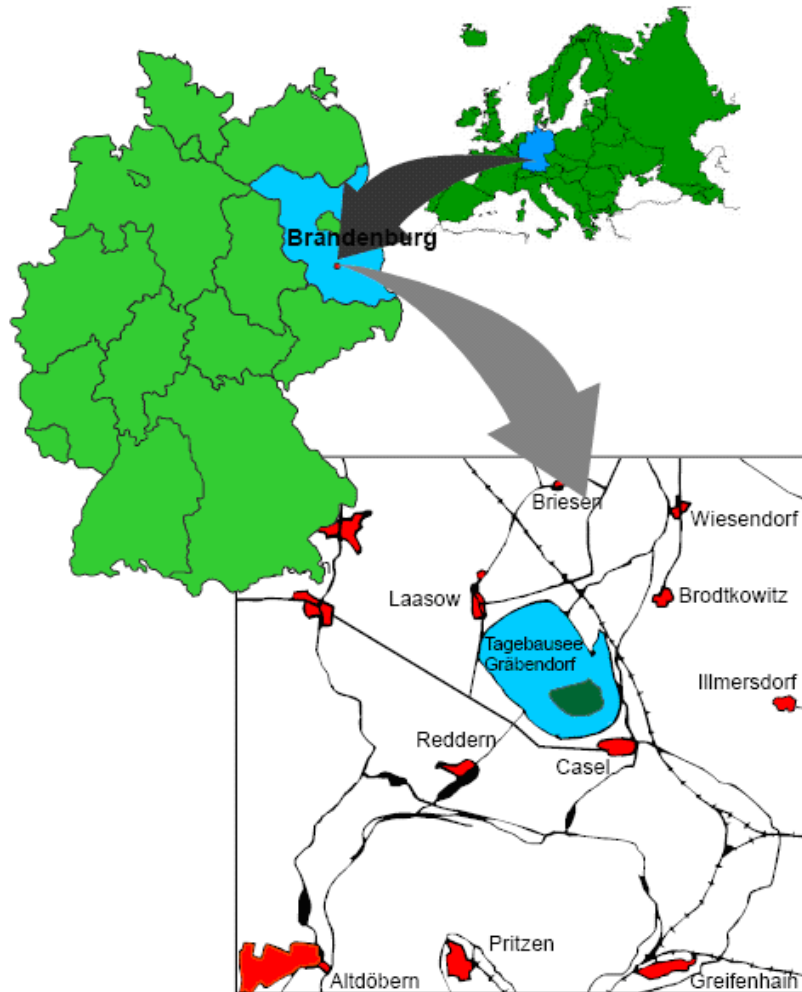 Brandenburg
Briesen
Wiesendorf
Laasow
Brodtkowitz
Tagebausee
Gräbendorf
Illmersdorf
Reddern
Casel
Pritzen
Altdöbern
Greifenhain